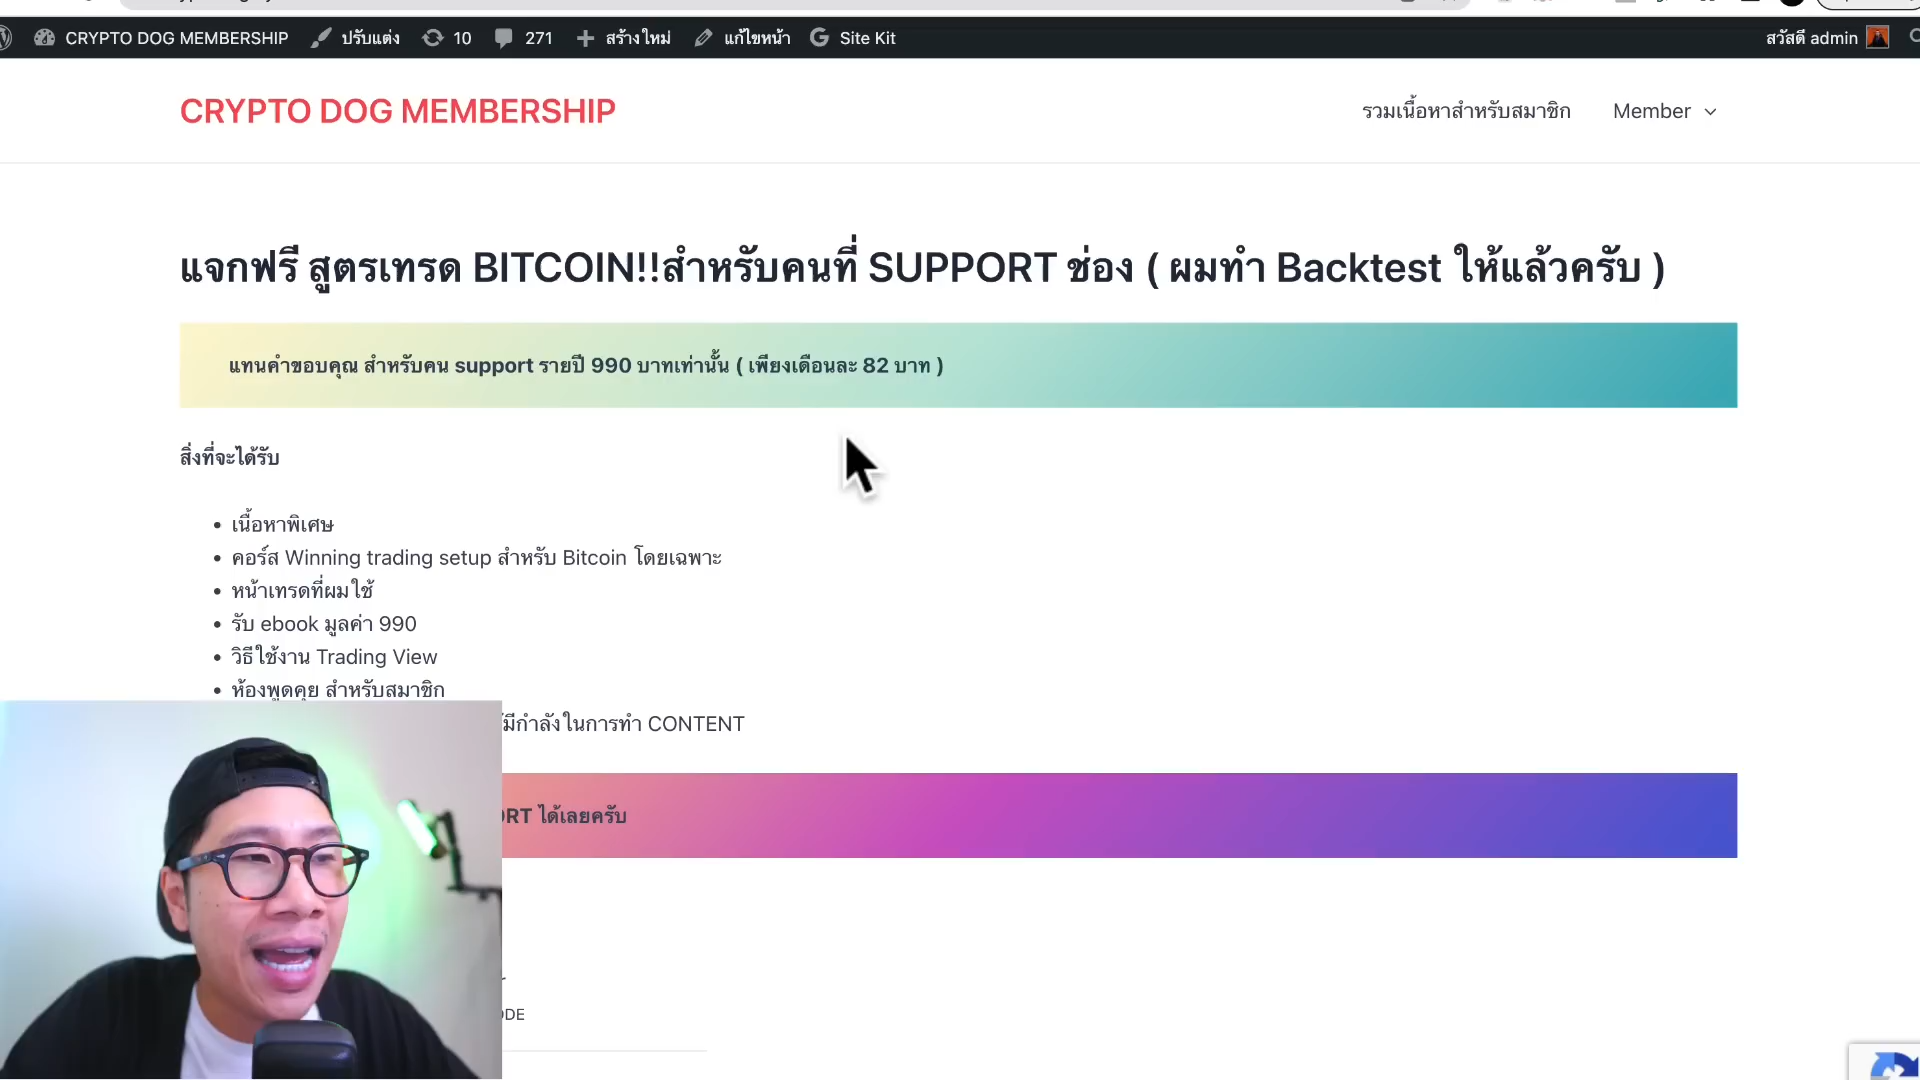 CRYPTO DOG MEMBERSHIP ปรับแต่ง 10 271 สร้างใหม่ แก้ไขหน้า Site Kit สวัสดี admin
CRYPTO DOG MEMBERSHIP รวมเนื้อหาสำหรับสมาชิก Member
แจกฟรี สูตรเทรด BITCOIN!!สำหรับคนที่ SUPPORT ช่อง ( ผมทำ Backtest ให้แล้วครับ )
แทนคำขอบคุณ สำหรับคน support รายปี 990 บาทเท่านั้น ( เพียงเดือนละ 82 บาท )
สิ่งที่จะได้รับ
เนื้อหาพิเศษ
คอร์ส Winning trading setup สำหรับ Bitcoin โดยเฉพาะ
หน้าเทรดที่ผมใช้
รับ ebook มูลค่า 990
วิธีใช้งาน Trading View
ห้องพูดคุย สำหรับสมาชิก
มีกำลังในการทำ CONTENT
ได้เลยครับ